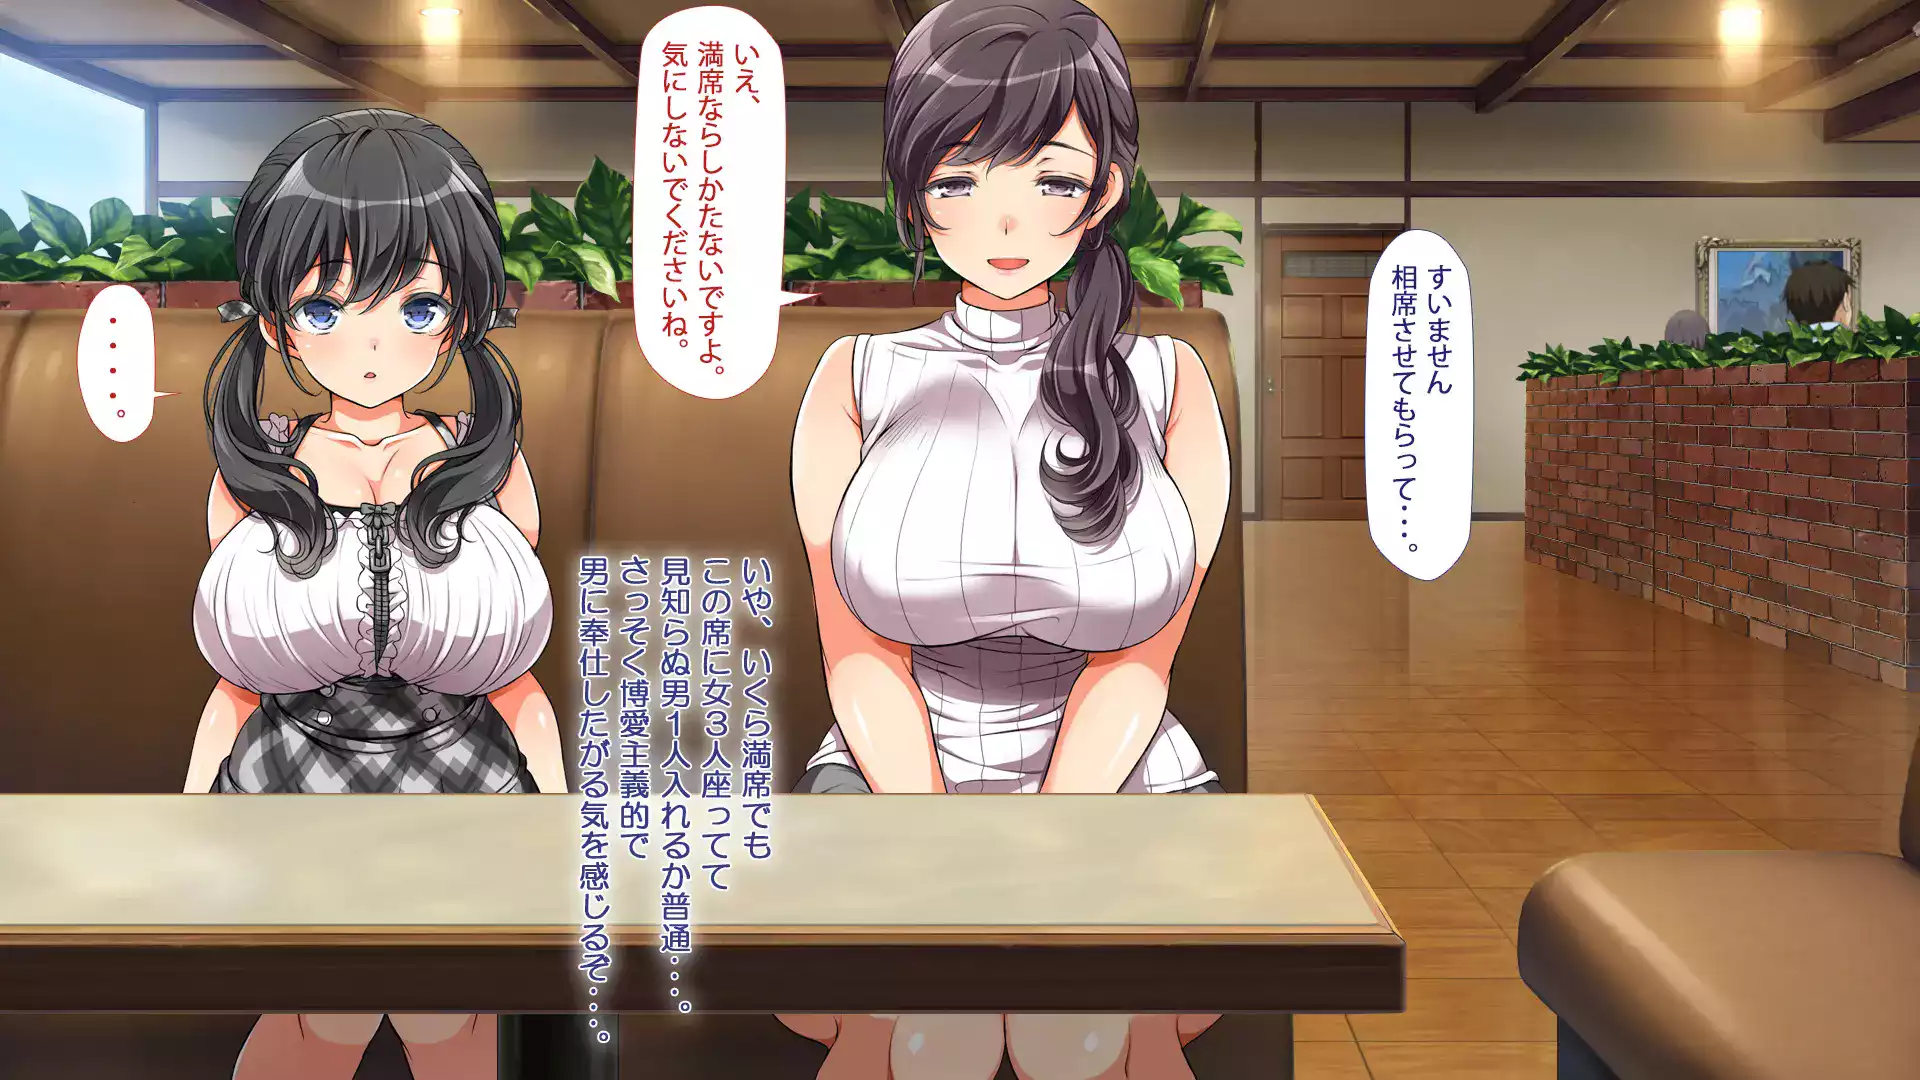 すいません
相席させてもらって・・・。
いえ、
満席ならしかたないですよ。
気にしないでくださいね。
いや、いくら満席でも
この席に女３人座ってて
見知らぬ男１人入れるか普通・・・。
さっそく博愛主義的で
男に奉仕したがる気を感じるぞ・・・。
・・・・。